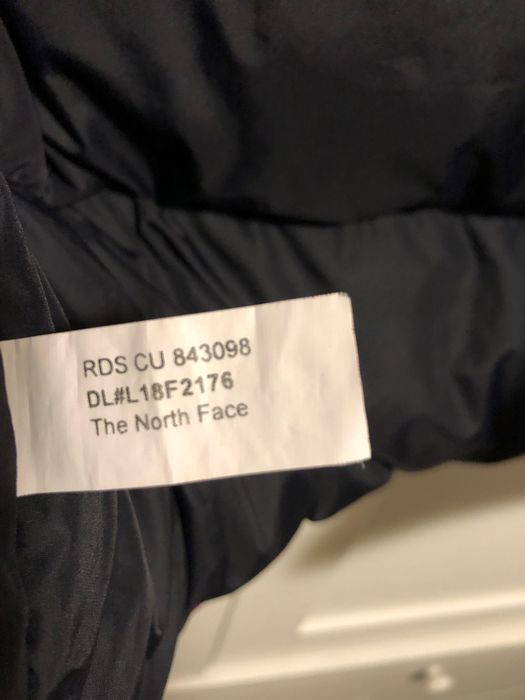 RDS CU 843098
DL#L18F2176
The North Face